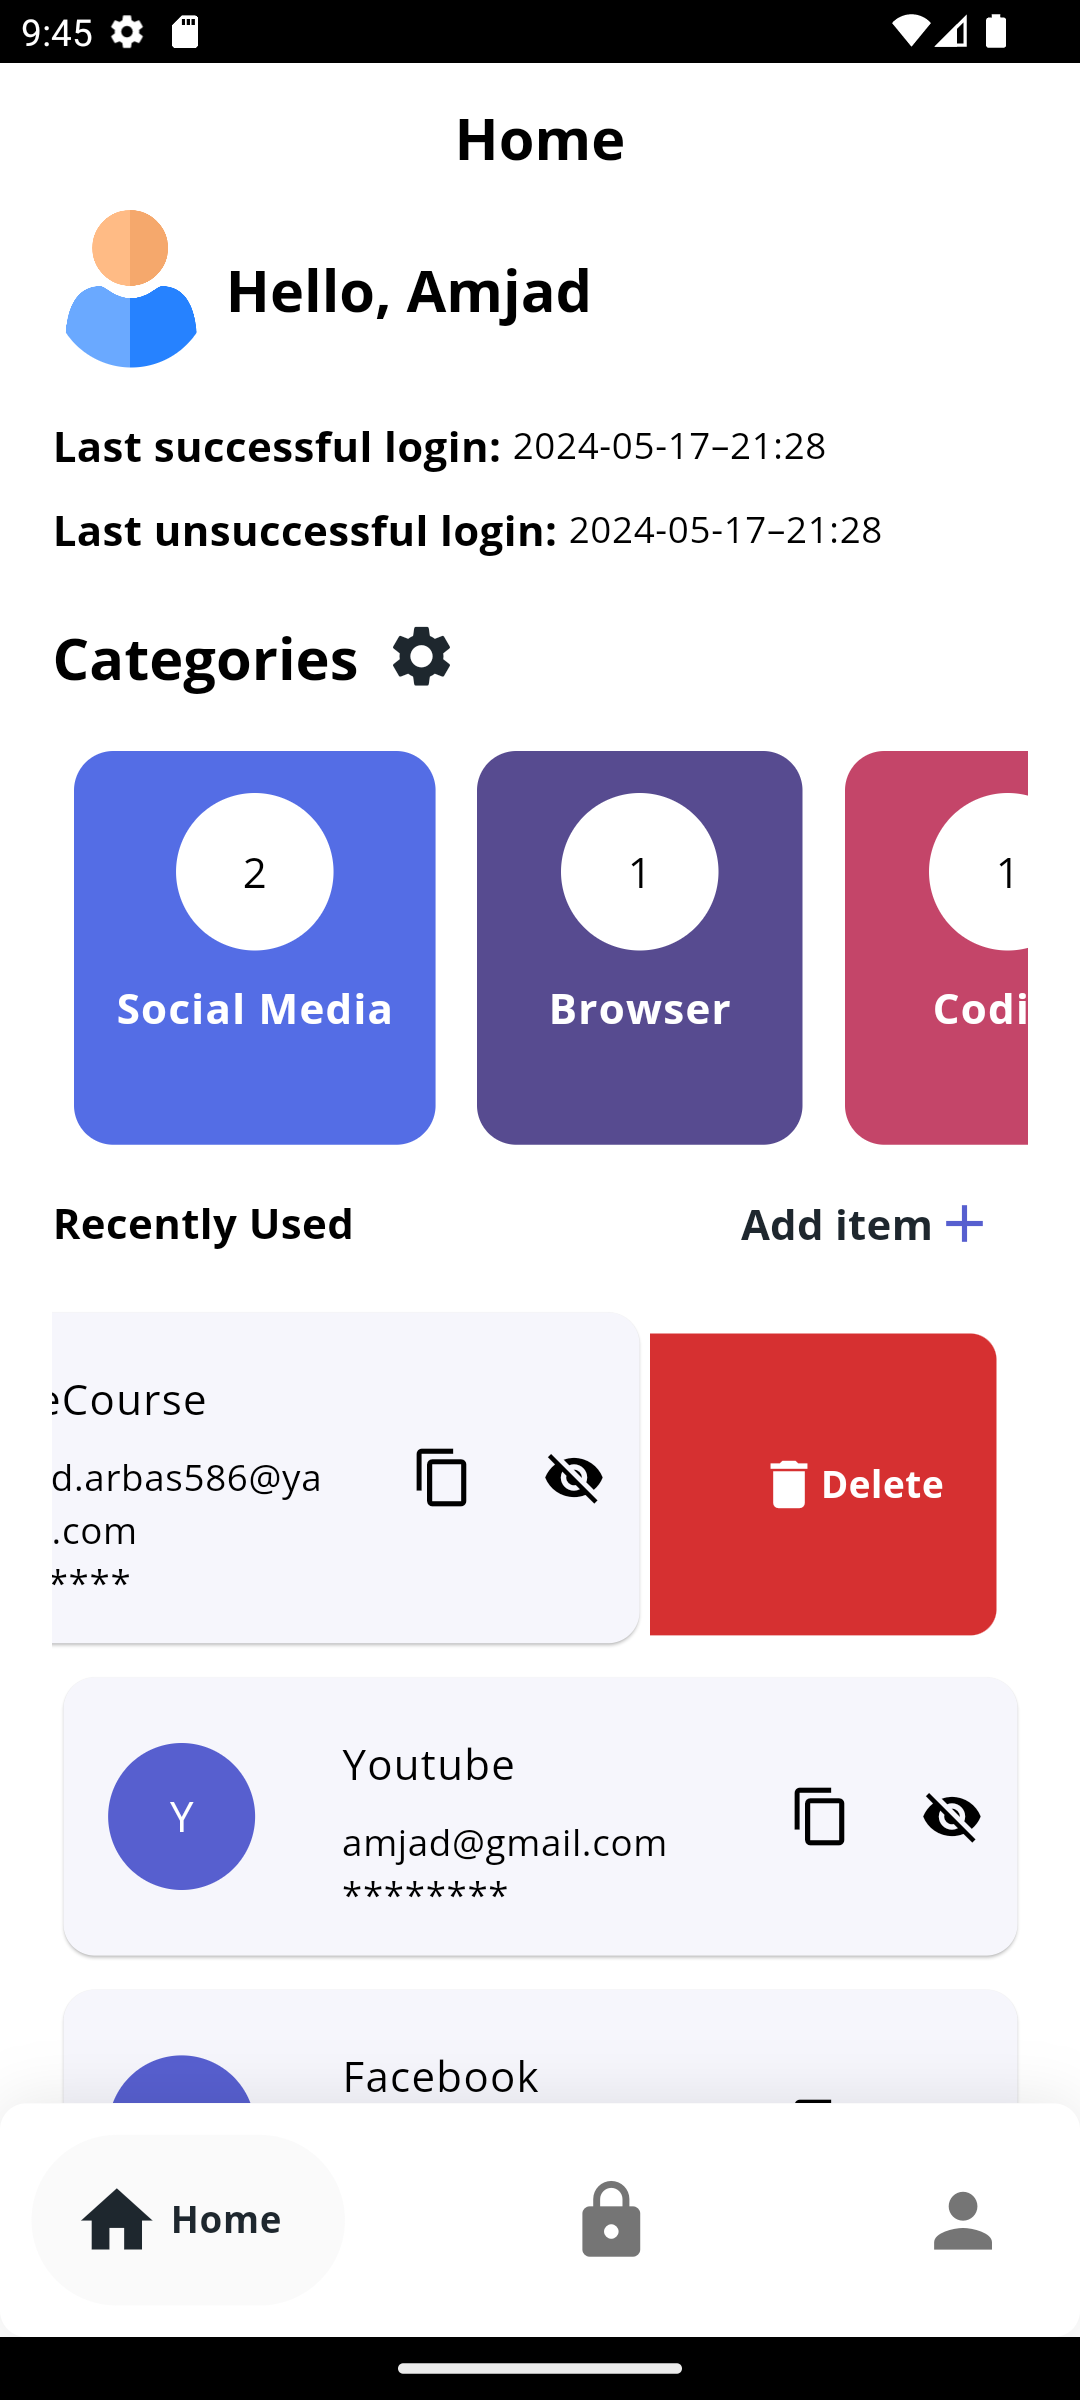 9:45
Home
Hello, Amjad
Last successful login: 2024-05-17–21:28
Last unsuccessful login: 2024-05-17–21:28
Categories
2
Social Media
1
Browser
1
Codi
Recently Used
Add item
eCourse
d.arbas586@ya
.com
****
Delete
Y
Youtube
amjad@gmail.com
********
Facebook
Home